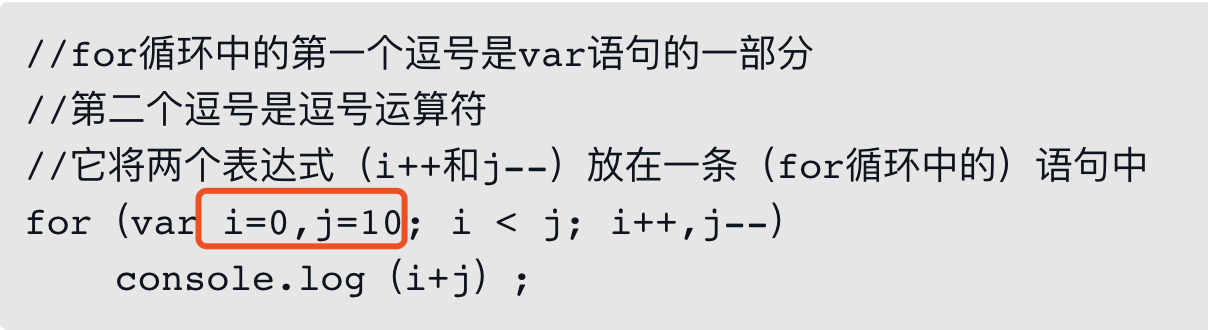 //for循环中的第一个逗号是var语句的一部分
//第二个逗号是逗号运算符
//它将两个表达式（i++和j--）放在一条（for循环中的）语句中
for（var i=0,j=10; i < j; i++,j--）
    console.log（i+j）;